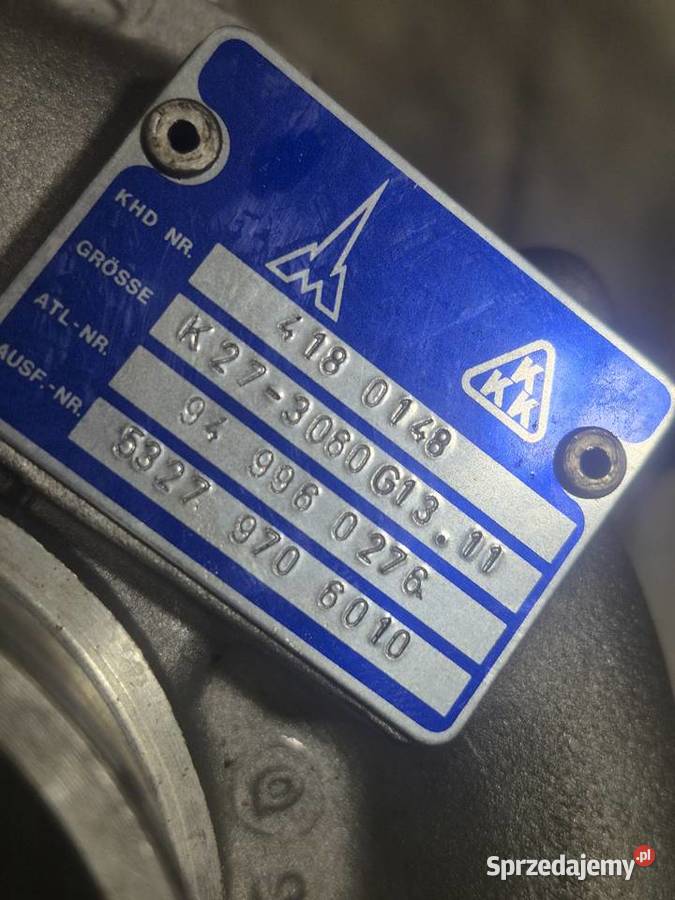 KHD NR. 418 0148
GRÖSSE K27-3060G13.11
ATL-NR. 94 996 0276
AUSF.-NR. 5327 970 6010
KKK
Sprzedajemy.pl